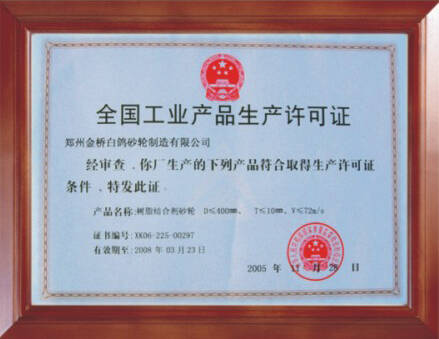 全国工业产品生产许可证
郑州金桥白鸽砂轮制造有限公司
经审查，你厂生产的下列产品符合取得生产许可证
条件，特发此证。
产品名称:树脂结合剂砂轮 D≤400mm、 T≤10mm、V≤72m/s
证书编号:XK06-225-00297
有效期至:2008 年 03 月 23 日
2005 年 11 月 28 日